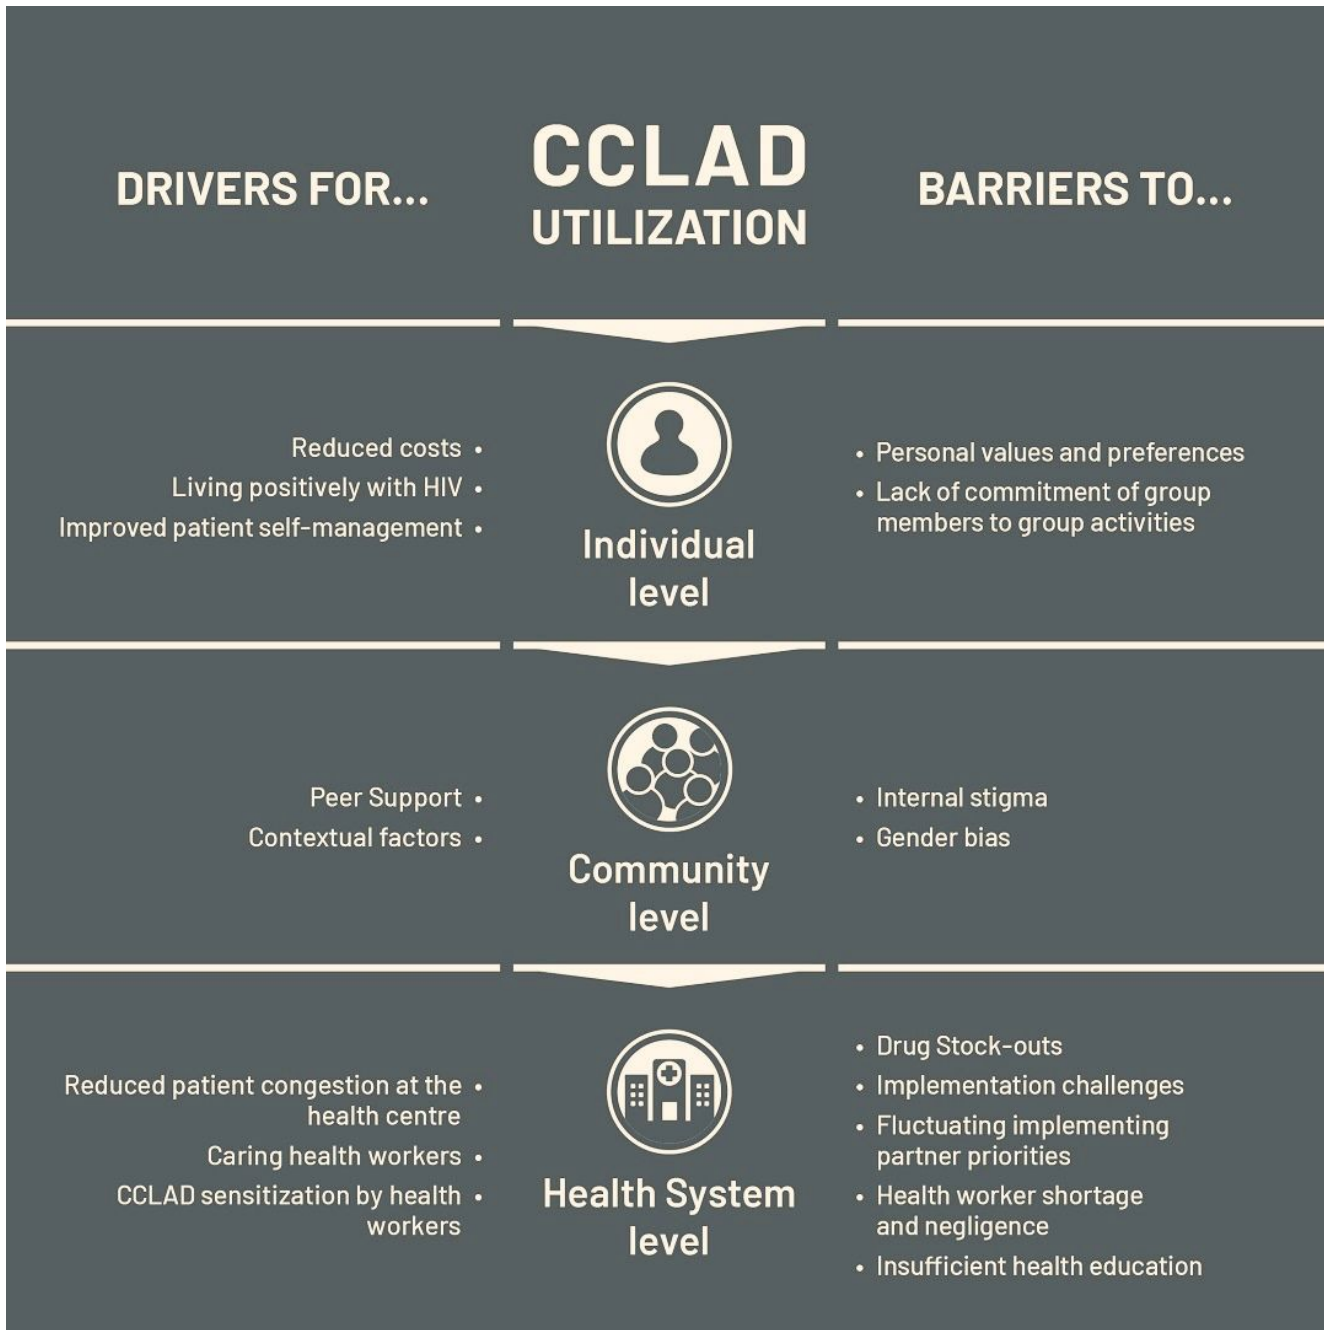 DRIVERS FOR...
CCLAD
UTILIZATION
BARRIERS TO...
Reduced costs •
Living positively with HIV •
Improved patient self-management •
Individual
level
• Personal values and preferences
• Lack of commitment of group
members to group activities
Peer Support •
Contextual factors •
Community
level
• Internal stigma
• Gender bias
Reduced patient congestion at the •
health centre
Caring health workers •
CCLAD sensitization by health •
workers
Health System
level
• Drug Stock-outs
• Implementation challenges
• Fluctuating implementing
partner priorities
• Health worker shortage
and negligence
• Insufficient health education